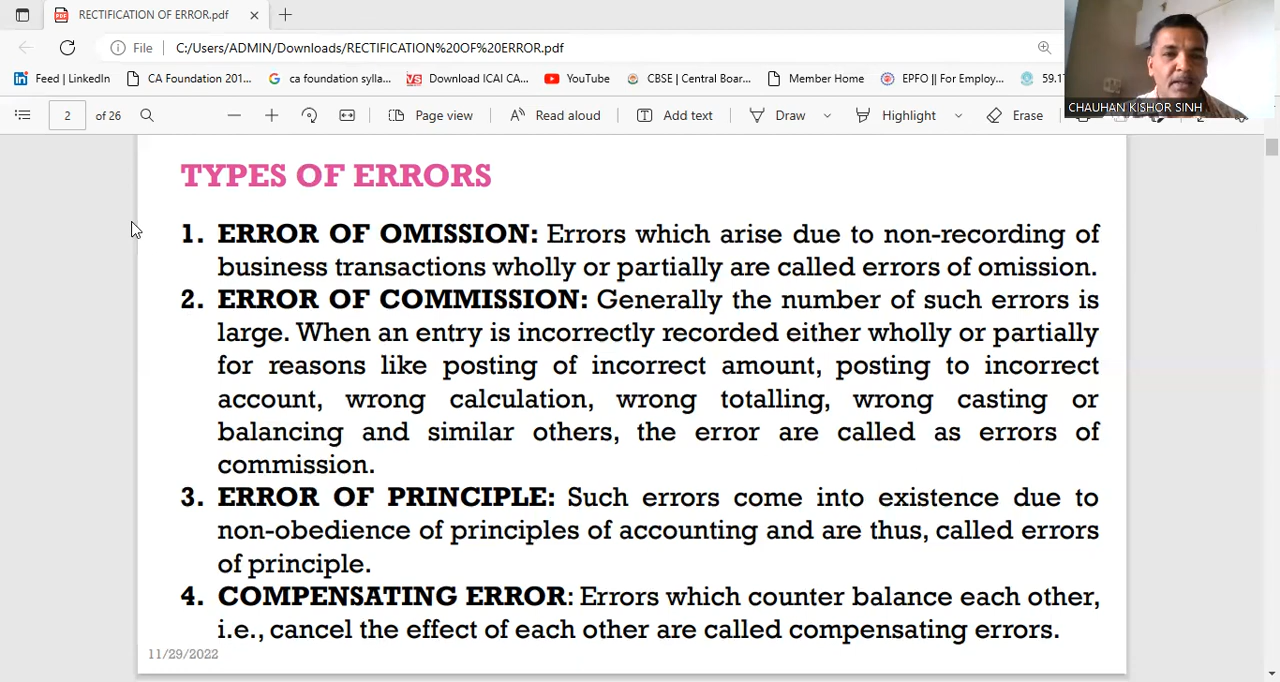 RECTIFICATION OF ERROR.pdf
File C:/Users/ADMIN/Downloads/RECTIFICATION%20OF%20ERROR.pdf
Feed | LinkedIn CA Foundation 201... ca foundation sylla... Download ICAI CA... YouTube CBSE | Central Boar... Member Home EPFO || For Employ... 59.17
2 of 26 Page view Read aloud Add text Draw Highlight Erase
CHAUHAN KISHOR SINH
TYPES OF ERRORS
1. ERROR OF OMISSION: Errors which arise due to non-recording of
business transactions wholly or partially are called errors of omission.
2. ERROR OF COMMISSION: Generally the number of such errors is
large. When an entry is incorrectly recorded either wholly or partially
for reasons like posting of incorrect amount, posting to incorrect
account, wrong calculation, wrong totalling, wrong casting or
balancing and similar others, the error are called as errors of
commission.
3. ERROR OF PRINCIPLE: Such errors come into existence due to
non-obedience of principles of accounting and are thus, called errors
of principle.
4. COMPENSATING ERROR: Errors which counter balance each other,
i.e., cancel the effect of each other are called compensating errors.
11/29/2022